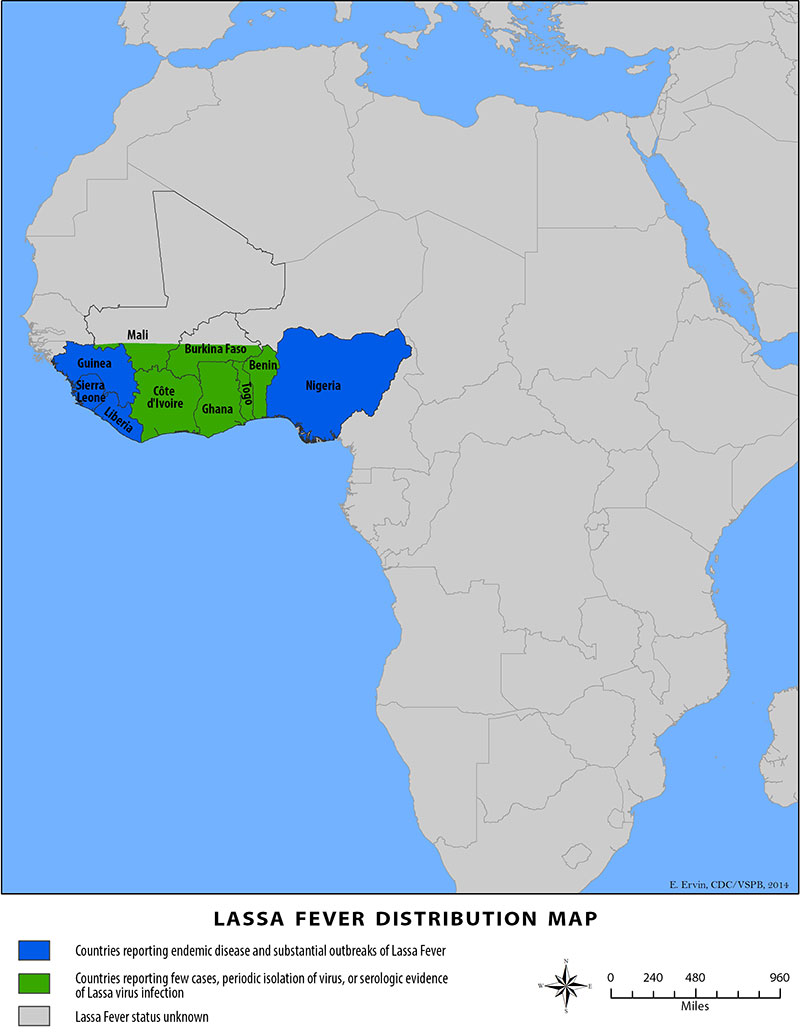 Mali
Burkina Faso
Guinea
Benin
Sierra
Leone
Côte
d'Ivoire
Togo
Nigeria
Ghana
Liberia
E. Ervin, CDC/VSPB, 2014
LASSA FEVER DISTRIBUTION MAP
Countries reporting endemic disease and substantial outbreaks of Lassa Fever
Countries reporting few cases, periodic isolation of virus, or serologic evidence
of Lassa virus infection
Lassa Fever status unknown
N
W E
S
0 240 480 960
Miles